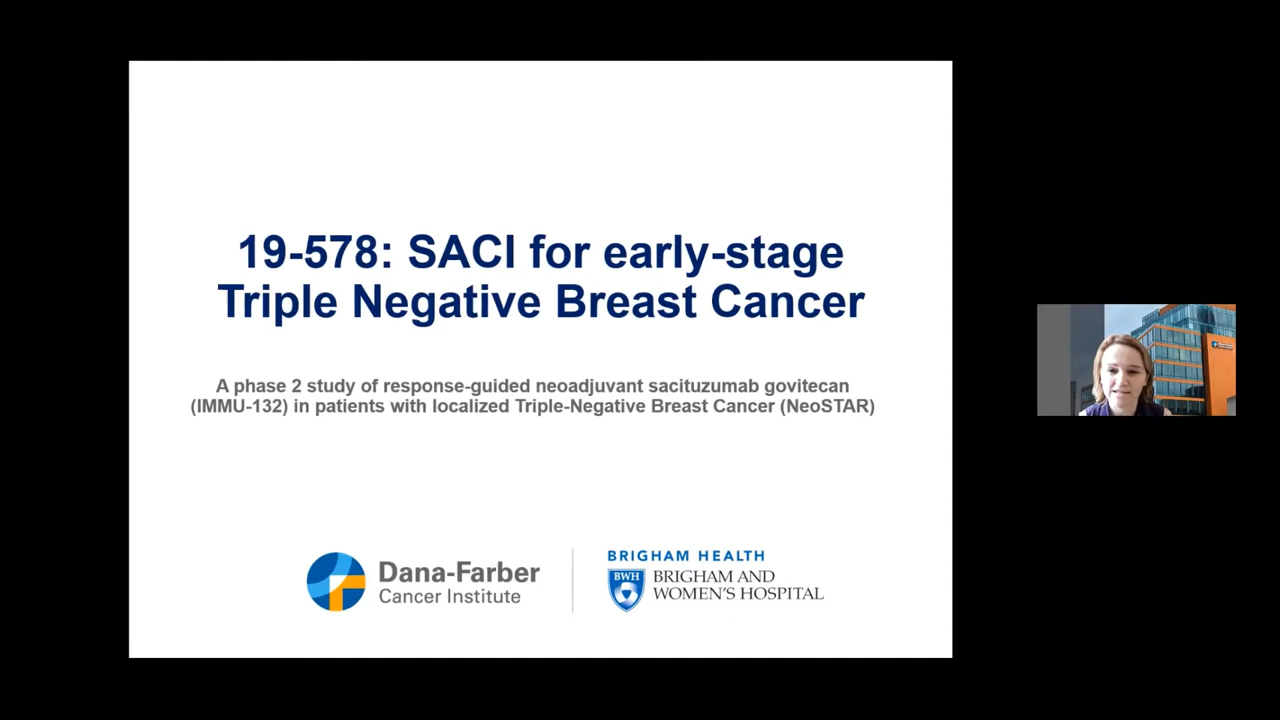 19-578: SACI for early-stage
Triple Negative Breast Cancer
A phase 2 study of response-guided neoadjuvant sacituzumab govitecan
(IMMU-132) in patients with localized Triple-Negative Breast Cancer (NeoSTAR)
Dana-Farber
Cancer Institute
BRIGHAM HEALTH
BWH
BRIGHAM AND
WOMEN'S HOSPITAL